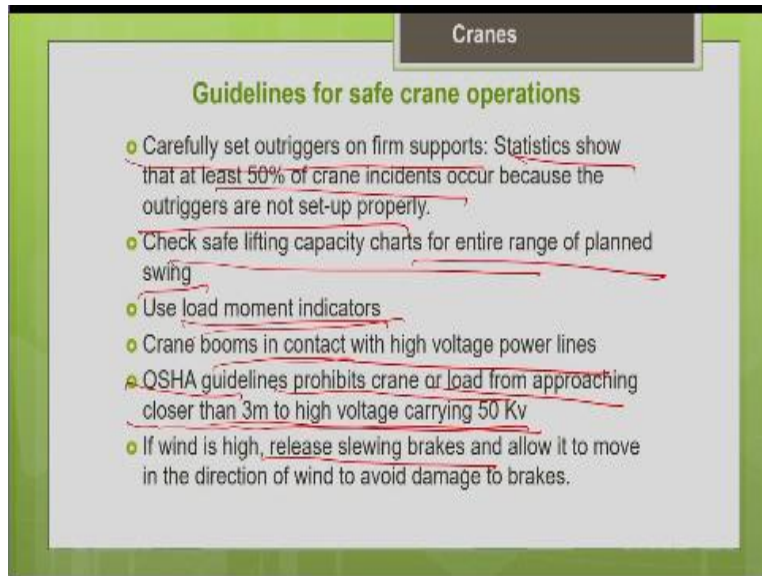 Cranes
Guidelines for safe crane operations
Carefully set outriggers on firm supports: Statistics show
that at least 50% of crane incidents occur because the
outriggers are not set-up properly.
Check safe lifting capacity charts for entire range of planned
swing
Use load moment indicators
Crane booms in contact with high voltage power lines
OSHA guidelines prohibits crane or load from approaching
closer than 3m to high voltage carrying 50 Kv
If wind is high, release slewing brakes and allow it to move
in the direction of wind to avoid damage to brakes.